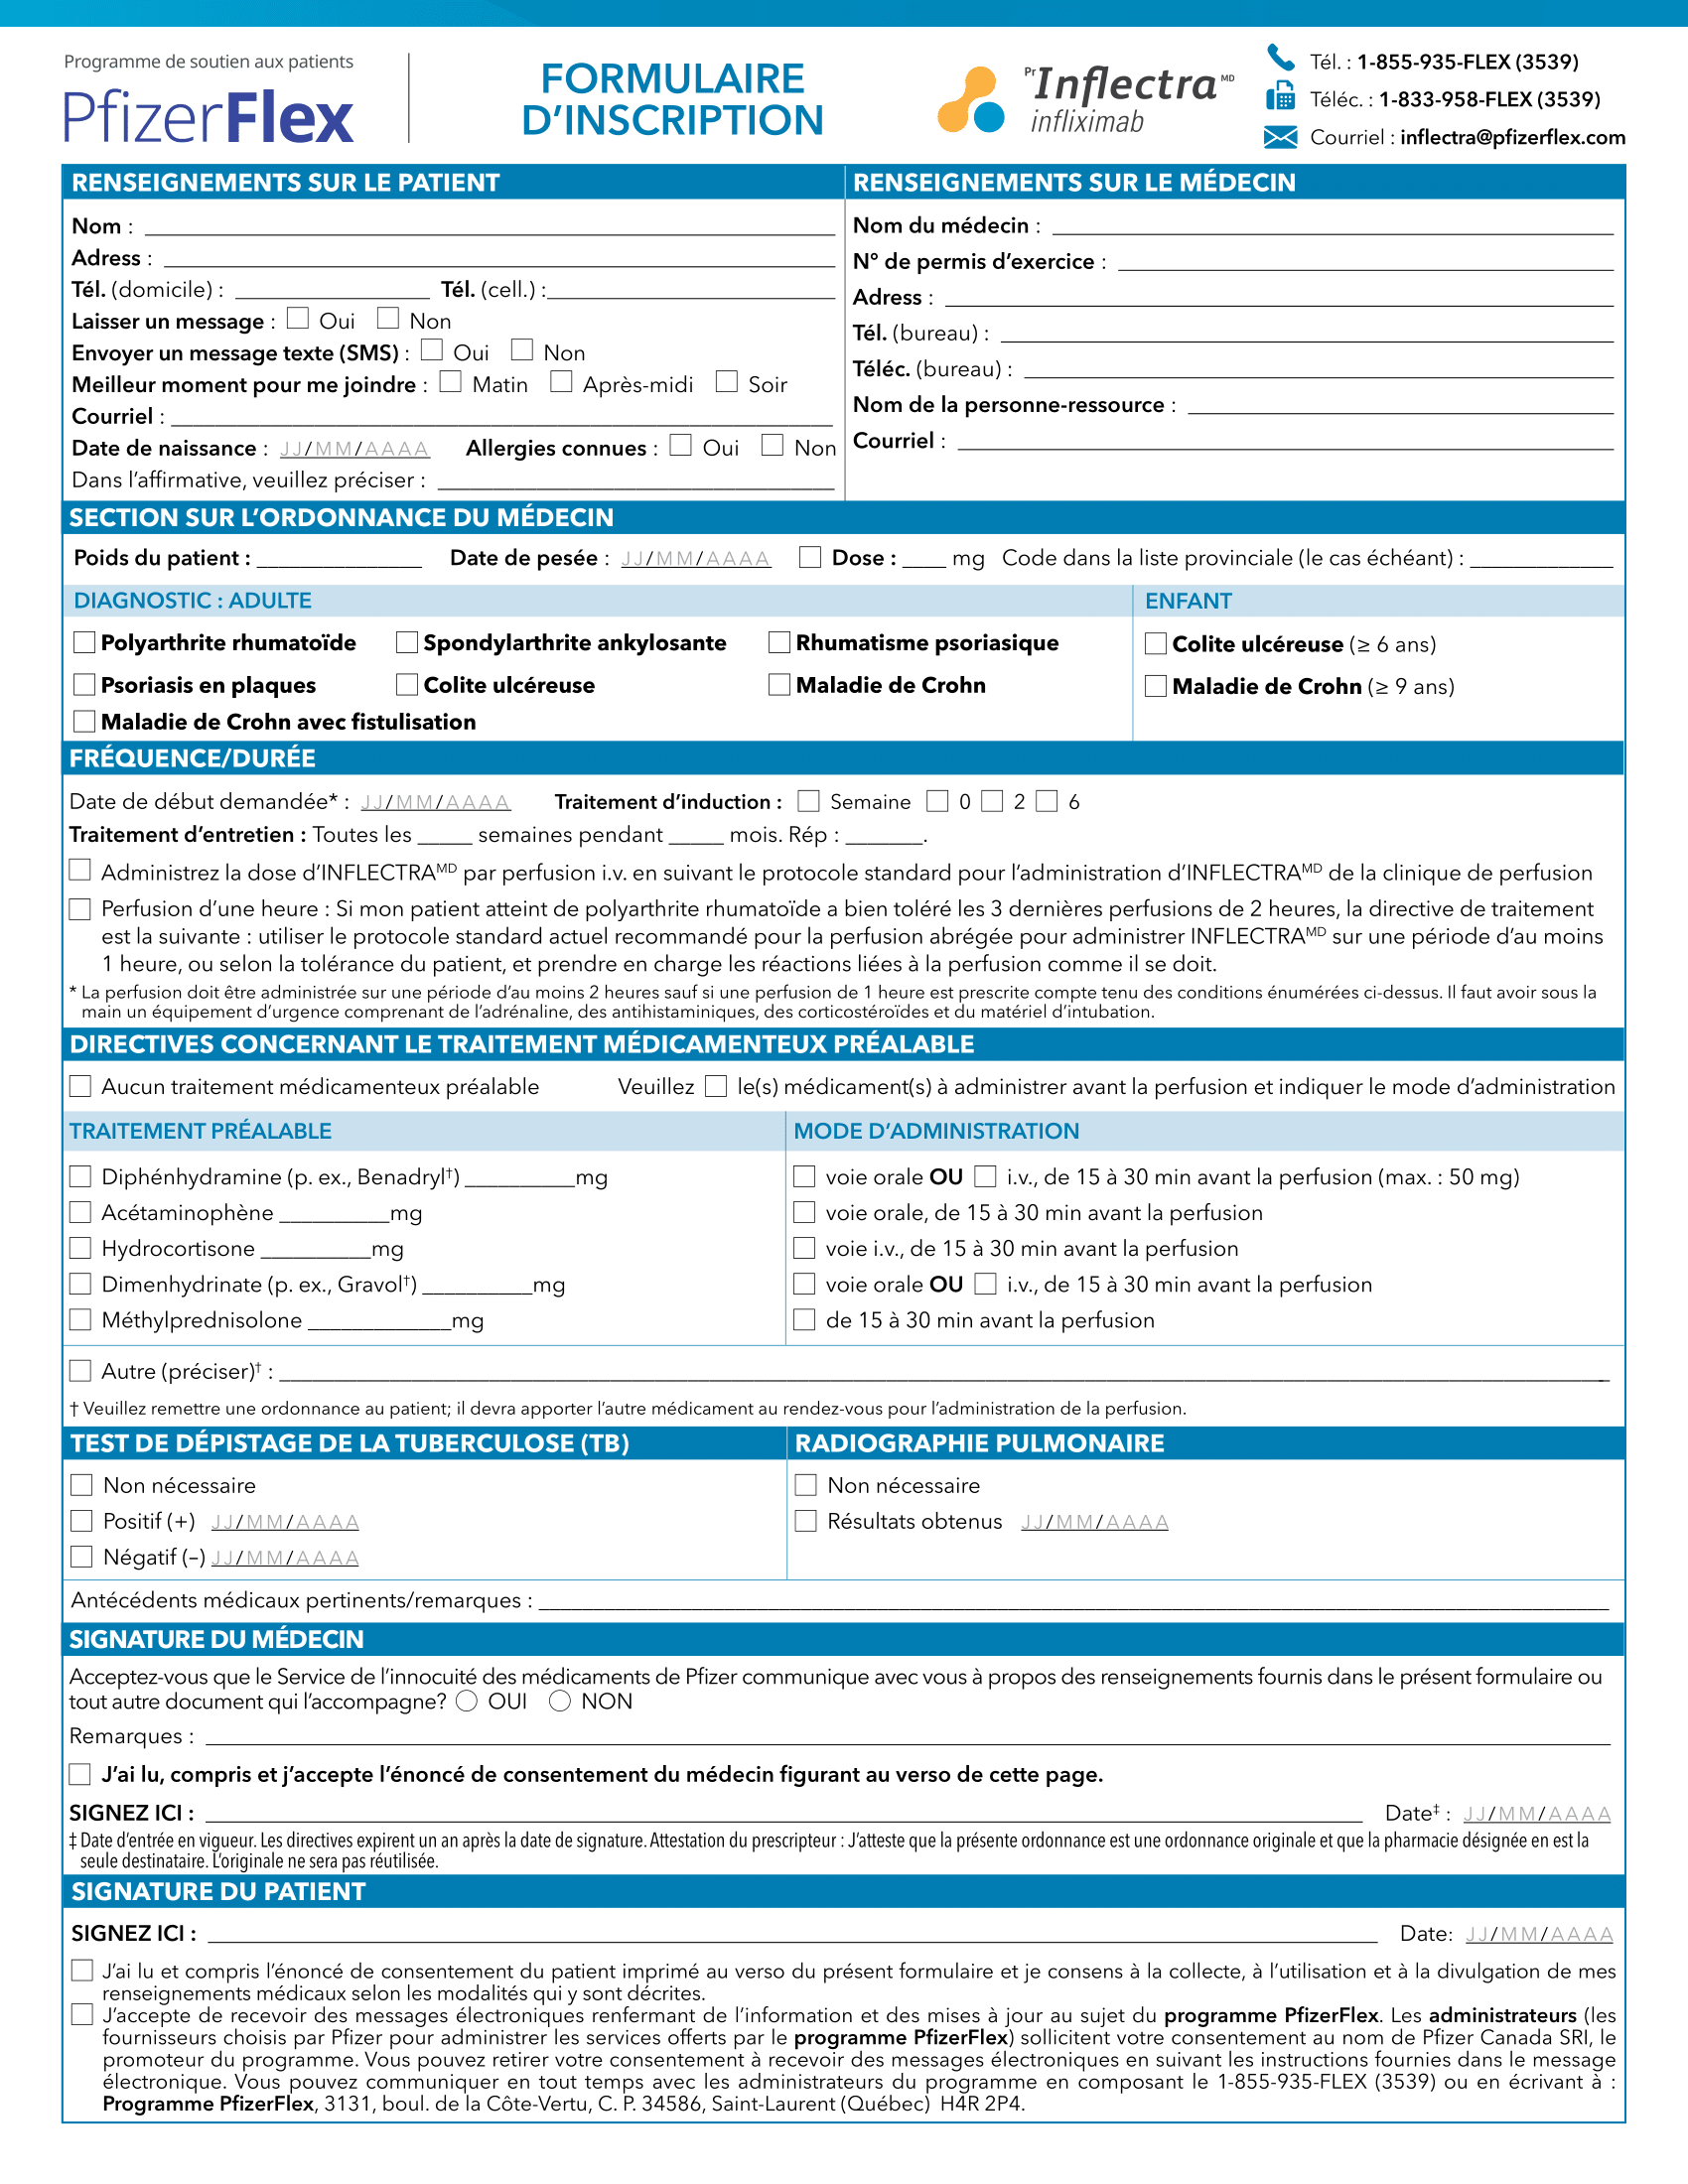 Programme de soutien aux patients
PfizerFlex
FORMULAIRE
D’INSCRIPTION
PrInflectraMD
infliximab
Tél. : 1-855-935-FLEX (3539)
Téléc. : 1-833-958-FLEX (3539)
Courriel : inflectra@pfizerflex.com
RENSEIGNEMENTS SUR LE PATIENT
Nom :
Adress :
Tél. (domicile) : Tél. (cell.) :
Laisser un message : Oui Non
Envoyer un message texte (SMS) : Oui Non
Meilleur moment pour me joindre : Matin Après-midi Soir
Courriel :
Date de naissance : JJ/MM/AAAA Allergies connues : Oui Non
Dans l’affirmative, veuillez préciser :
RENSEIGNEMENTS SUR LE MÉDECIN
Nom du médecin :
N° de permis d’exercice :
Adress :
Tél. (bureau) :
Téléc. (bureau) :
Nom de la personne-ressource :
Courriel :
SECTION SUR L’ORDONNANCE DU MÉDECIN
Poids du patient : Date de pesée : JJ/MM/AAAA Dose : ____ mg Code dans la liste provinciale (le cas échéant) :
DIAGNOSTIC : ADULTE
Polyarthrite rhumatoïde Spondylarthrite ankylosante Rhumatisme psoriasique
Psoriasis en plaques Colite ulcéreuse Maladie de Crohn
Maladie de Crohn avec fistulisation
ENFANT
Colite ulcéreuse (≥ 6 ans)
Maladie de Crohn (≥ 9 ans)
FRÉQUENCE/DURÉE
Date de début demandée* : JJ/MM/AAAA Traitement d’induction : Semaine 0 2 6
Traitement d’entretien : Toutes les _____ semaines pendant _____ mois. Rép : _______.
Administrez la dose d’INFLECTRAMD par perfusion i.v. en suivant le protocole standard pour l’administration d’INFLECTRAMD de la clinique de perfusion
Perfusion d’une heure : Si mon patient atteint de polyarthrite rhumatoïde a bien toléré les 3 dernières perfusions de 2 heures, la directive de traitement
est la suivante : utiliser le protocole standard actuel recommandé pour la perfusion abrégée pour administrer INFLECTRAMD sur une période d’au moins
1 heure, ou selon la tolérance du patient, et prendre en charge les réactions liées à la perfusion comme il se doit.
* La perfusion doit être administrée sur une période d’au moins 2 heures sauf si une perfusion de 1 heure est prescrite compte tenu des conditions énumérées ci-dessus. Il faut avoir sous la
main un équipement d’urgence comprenant de l’adrénaline, des antihistaminiques, des corticostéroïdes et du matériel d’intubation.
DIRECTIVES CONCERNANT LE TRAITEMENT MÉDICAMENTEUX PRÉALABLE
Aucun traitement médicamenteux préalable Veuillez ☐ le(s) médicament(s) à administrer avant la perfusion et indiquer le mode d’administration
TRAITEMENT PRÉALABLE
MODE D’ADMINISTRATION
Diphénhydramine (p. ex., Benadryl†) __________mg voie orale OU i.v., de 15 à 30 min avant la perfusion (max. : 50 mg)
Acétaminophène __________mg voie orale, de 15 à 30 min avant la perfusion
Hydrocortisone __________mg voie i.v., de 15 à 30 min avant la perfusion
Dimenhydrinate (p. ex., Gravol†) __________mg voie orale OU i.v., de 15 à 30 min avant la perfusion
Méthylprednisolone _____________mg de 15 à 30 min avant la perfusion
Autre (préciser)† :
† Veuillez remettre une ordonnance au patient; il devra apporter l’autre médicament au rendez-vous pour l’administration de la perfusion.
TEST DE DÉPISTAGE DE LA TUBERCULOSE (TB)
Non nécessaire
Positif (+) JJ/MM/AAAA
Négatif (–) JJ/MM/AAAA
RADIOGRAPHIE PULMONAIRE
Non nécessaire
Résultats obtenus JJ/MM/AAAA
Antécédents médicaux pertinents/remarques :
SIGNATURE DU MÉDECIN
Acceptez-vous que le Service de l’innocuité des médicaments de Pfizer communique avec vous à propos des renseignements fournis dans le présent formulaire ou
tout autre document qui l’accompagne? OUI NON
Remarques :
J’ai lu, compris et j’accepte l’énoncé de consentement du médecin figurant au verso de cette page.
SIGNEZ ICI : Date‡ : JJ/MM/AAAA
‡ Date d’entrée en vigueur. Les directives expirent un an après la date de signature. Attestation du prescripteur : J’atteste que la présente ordonnance est une ordonnance originale et que la pharmacie désignée en est la
seule destinataire. L’originale ne sera pas réutilisée.
SIGNATURE DU PATIENT
SIGNEZ ICI : Date: JJ/MM/AAAA
J’ai lu et compris l’énoncé de consentement du patient imprimé au verso du présent formulaire et je consens à la collecte, à l’utilisation et à la divulgation de mes
renseignements médicaux selon les modalités qui y sont décrites.
J’accepte de recevoir des messages électroniques renfermant de l’information et des mises à jour au sujet du programme PfizerFlex. Les administrateurs (les
fournisseurs choisis par Pfizer pour administrer les services offerts par le programme PfizerFlex) sollicitent votre consentement au nom de Pfizer Canada SRI, le
promoteur du programme. Vous pouvez retirer votre consentement à recevoir des messages électroniques en suivant les instructions fournies dans le message
électronique. Vous pouvez communiquer en tout temps avec les administrateurs du programme en composant le 1-855-935-FLEX (3539) ou en écrivant à :
Programme PfizerFlex, 3131, boul. de la Côte-Vertu, C. P. 34586, Saint-Laurent (Québec) H4R 2P4.